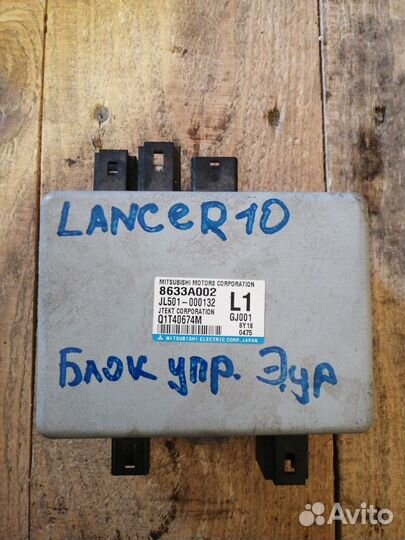 LANCER10
MITSUBISHI MOTORS CORPORATION
8633A002
JL501-000132
L1
JTEKT CORPORATION
GJ001
Q1T40674M
8Y18
0475
MITSUBISHI ELECTRIC CORP.JAPAN
Блок упр. Э.ур
Avito